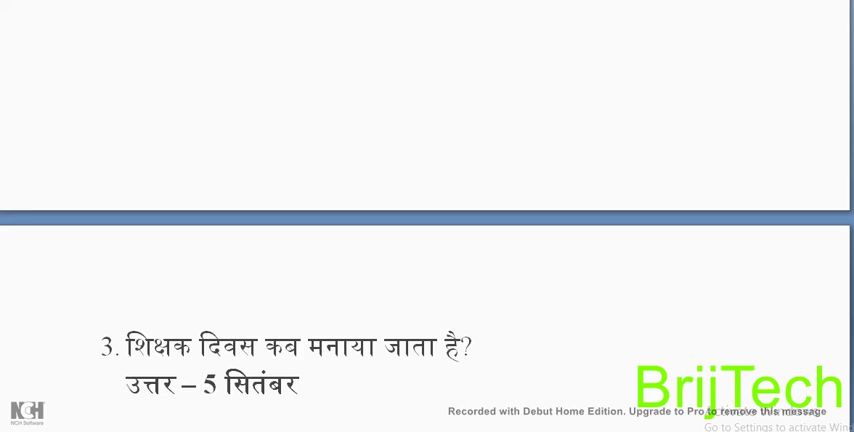 3. शिक्षक दिवस कब मनाया जाता है?
उत्तर – 5 सितंबर
BrijTech
NCH
NCH Software
Recorded with Debut Home Edition. Upgrade to Pro to remove this message
Go to Settings to activate Win